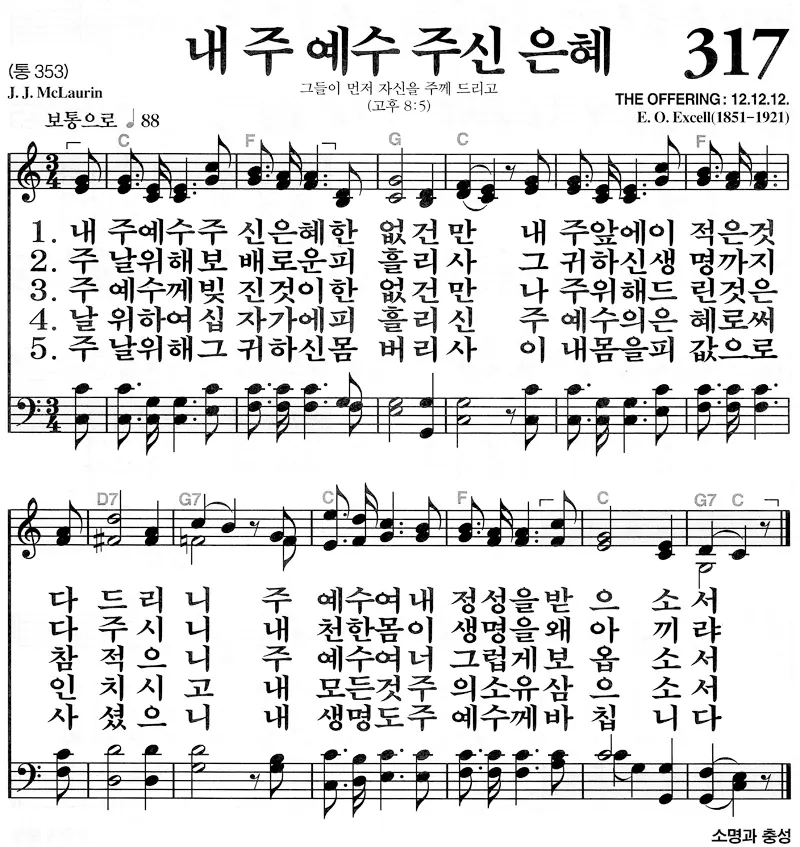 내 주 예수 주신 은혜 317
(통 353)
J. J. McLaurin
그들이 먼저 자신을 주께 드리고
(고후 8:5)
THE OFFERING : 12.12.12.
E. O. Excell(1851-1921)
보통으로 ♩88
C F G C F
3/4
1. 내 주예수주 신은혜한 없건만 내 주앞에이 적은것
2. 주 날위해보 배로운피 흘리사 그 귀하신생 명까지
3. 주 예수께빚 진것이한 없건만 나 주위해드 린것은
4. 날 위하여십 자가에피 흘리신 주 예수의은 혜로써
5. 주 날위해그 귀하신몸 버리사 이 내몸을피 값으로
3/4
D7 G7 C F C G7 C
다 드리니 주 예수여내 정성을받 으 소서
다 주시니 내 천한몸이 생명을왜 아 끼랴
참 적으니 주 예수여너 그럽게보 옵 소서
인 치시고 내 모든것주 의소유삼 으 소서
사 셨으니 내 생명도주 예수께바 칩 니다
소명과 충성